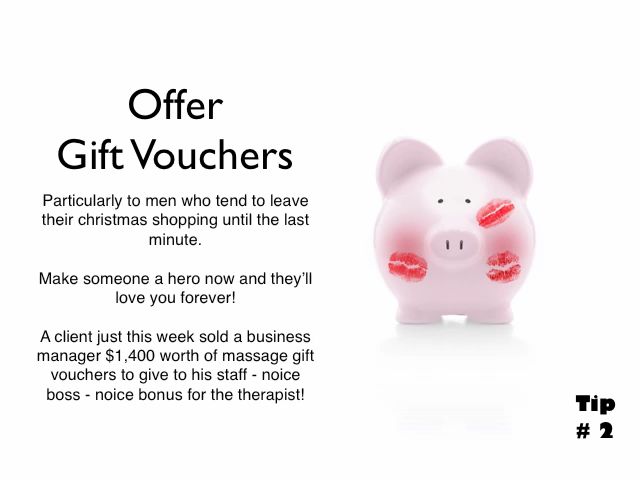 Offer
Gift Vouchers
Particularly to men who tend to leave
their christmas shopping until the last
minute.
Make someone a hero now and they'll
love you forever!
A client just this week sold a business
manager $1,400 worth of massage gift
vouchers to give to his staff - noice
boss - noice bonus for the therapist!
Tip
# 2